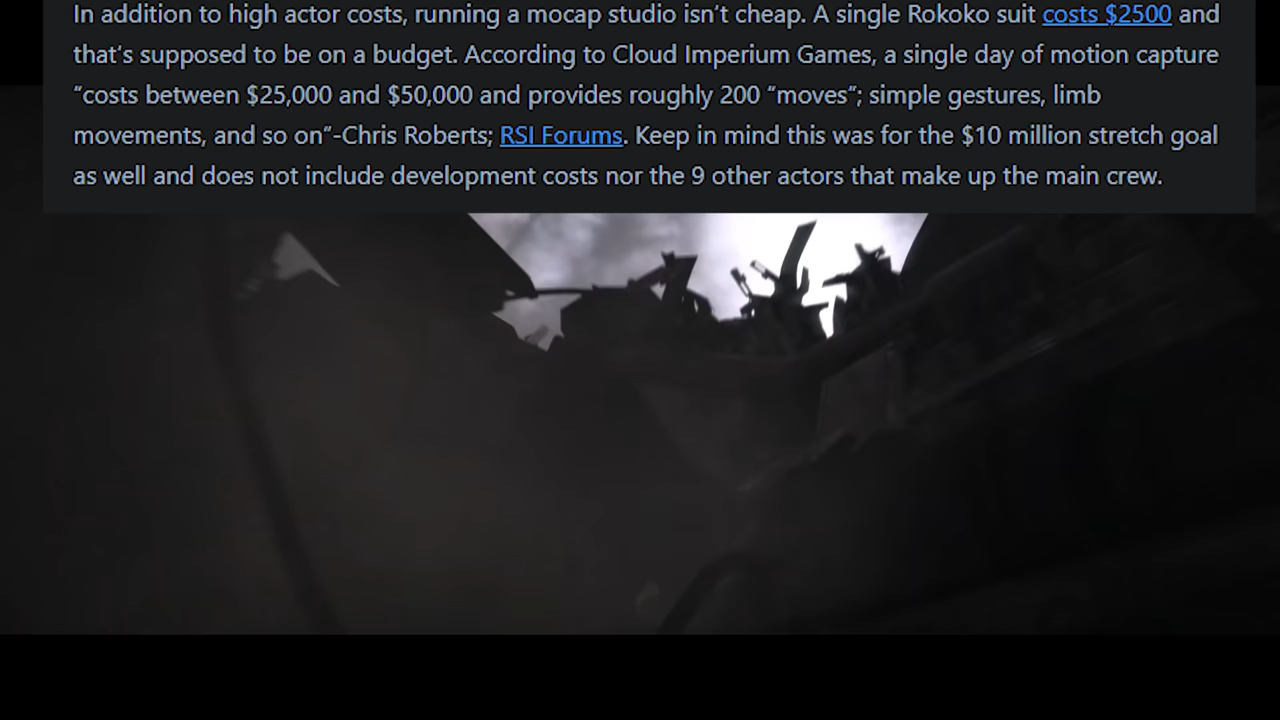 In addition to high actor costs, running a mocap studio isn't cheap. A single Rokoko suit costs $2500 and
that's supposed to be on a budget. According to Cloud Imperium Games, a single day of motion capture
"costs between $25,000 and $50,000 and provides roughly 200 "moves"; simple gestures, limb
movements, and so on"-Chris Roberts; RSI Forums. Keep in mind this was for the $10 million stretch goal
as well and does not include development costs nor the 9 other actors that make up the main crew.